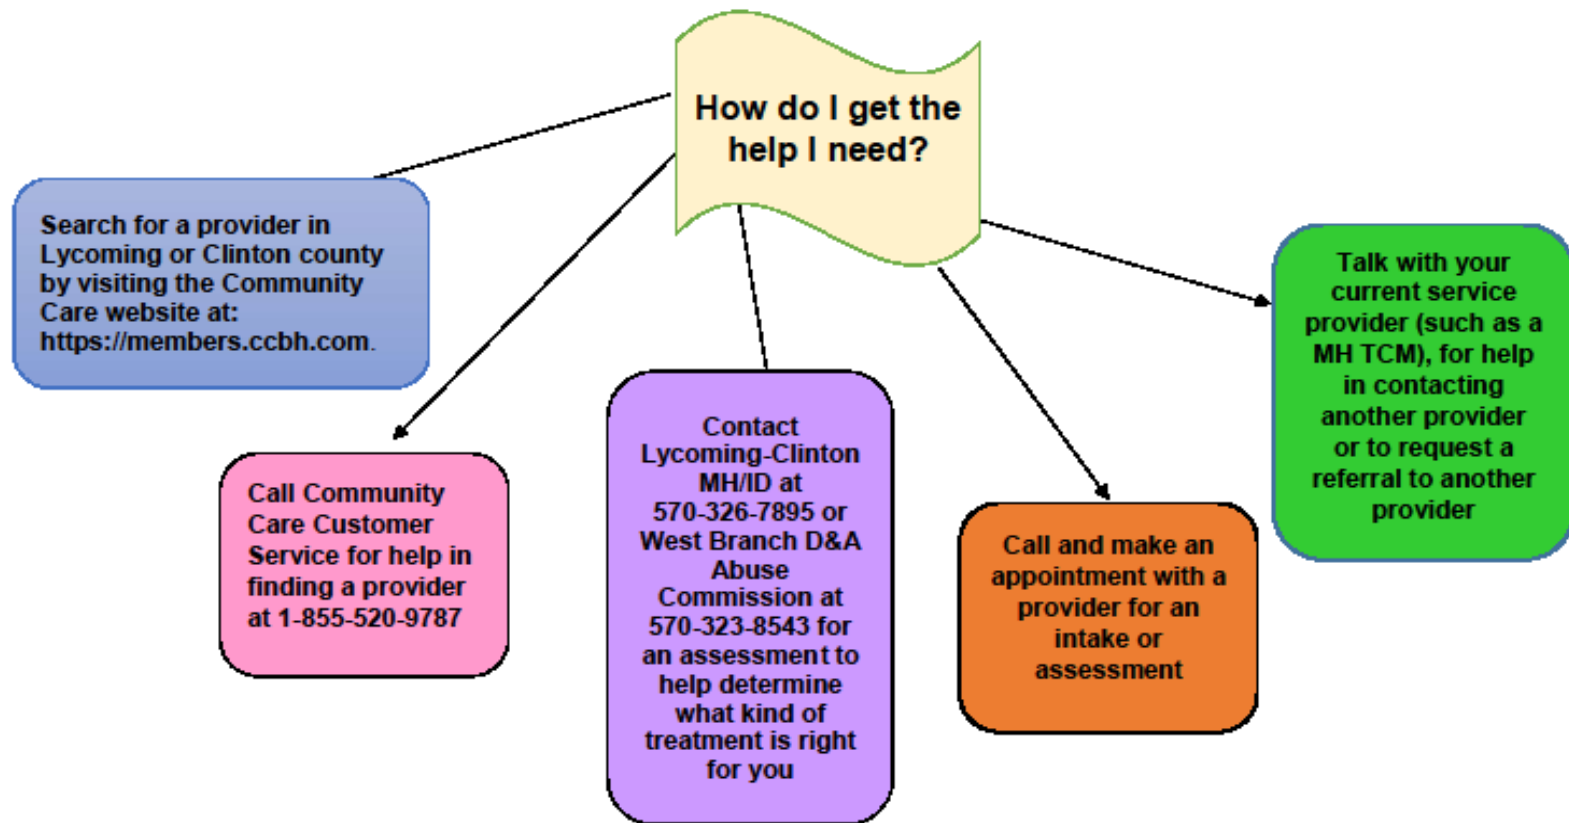 How do I get the
help I need?
Search for a provider in
Lycoming or Clinton county
by visiting the Community
Care website at:
https://members.ccbh.com.
Call Community
Care Customer
Service for help in
finding a provider
at 1-855-520-9787
Contact
Lycoming-Clinton
MH/ID at
570-326-7895 or
West Branch D&A
Abuse
Commission at
570-323-8543 for
an assessment to
help determine
what kind of
treatment is right
for you
Call and make an
appointment with a
provider for an
intake or
assessment
Talk with your
current service
provider (such as a
MH TCM), for help
in contacting
another provider
or to request a
referral to another
provider